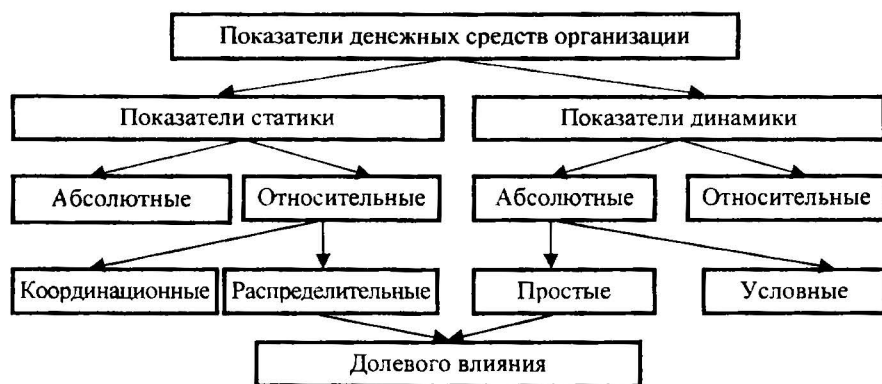 Показатели денежных средств организации
Показатели статики
Показатели динамики
Абсолютные
Относительные
Абсолютные
Относительные
Координационные
Распределительные
Простые
Условные
Долевого влияния